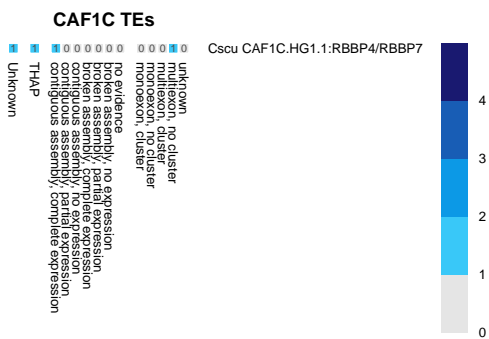 CAF1C TEs
1 1 1 0 0 0 0 0 0 0 0 0 1 0 Cscu CAF1C.HG1.1:RBBP4/RBBP7
Unknown
THAP
contiguous assembly, complete expression
contiguous assembly, partial expression
contiguous assembly, no expression
broken assembly, complete expression
broken assembly, partial expression
broken assembly, no expression
no evidence
monoexon, cluster
monoexon, no cluster
multiexon, cluster
multiexon, no cluster
unknown
4
3
2
1
0